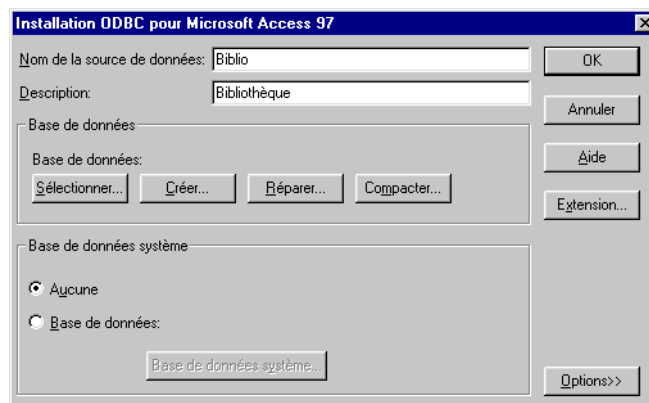 Installation ODBC pour Microsoft Access 97
Nom de la source de données: Biblio
OK
Description: Bibliothèque
Annuler
Base de données
Base de données:
Aide
Sélectionner... Créer... Réparer... Compacter...
Extension...
Base de données système
Aucune
Base de données:
Base de données système...
Options>>